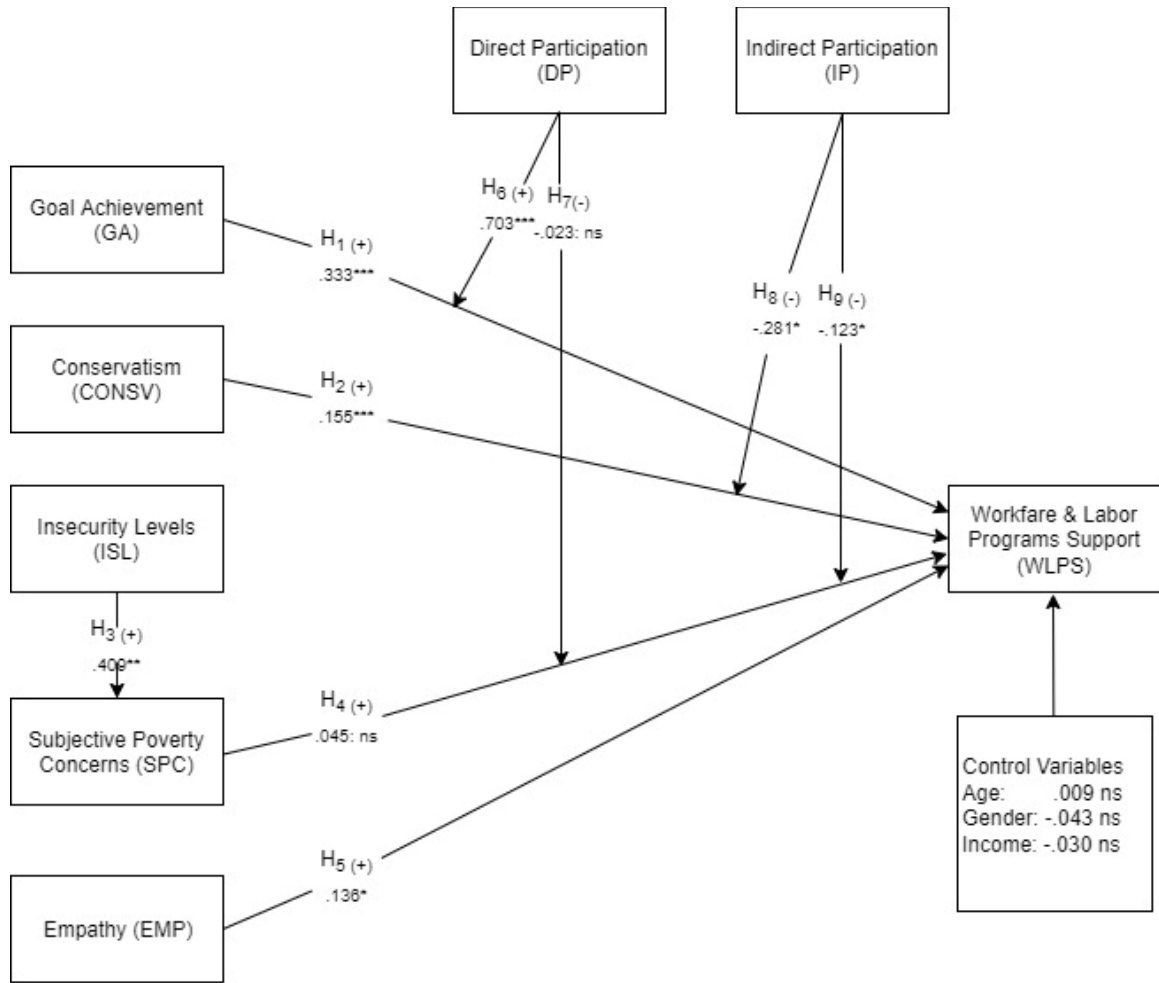 Direct Participation
(DP)
Indirect Participation
(IP)
Goal Achievement
(GA)
H6 (+)
.703***
H7(-)
-.023: ns
H1 (+)
.333***
H8 (-)
-.281*
H9 (-)
-.123*
Conservatism
(CONSV)
H2 (+)
.155***
Insecurity Levels
(ISL)
Workfare & Labor
Programs Support
(WLPS)
H3 (+)
.409**
Subjective Poverty
Concerns (SPC)
H4 (+)
.045: ns
Control Variables
Age: .009 ns
Gender: -.043 ns
Income: -.030 ns
H5 (+)
.136*
Empathy (EMP)